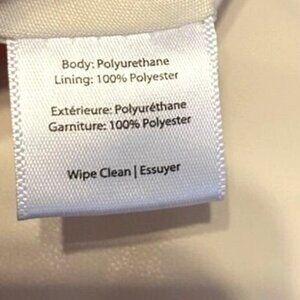 Body: Polyurethane
Lining: 100% Polyester
Extérieure: Polyuréthane
Garniture: 100% Polyester
Wipe Clean | Essuyer